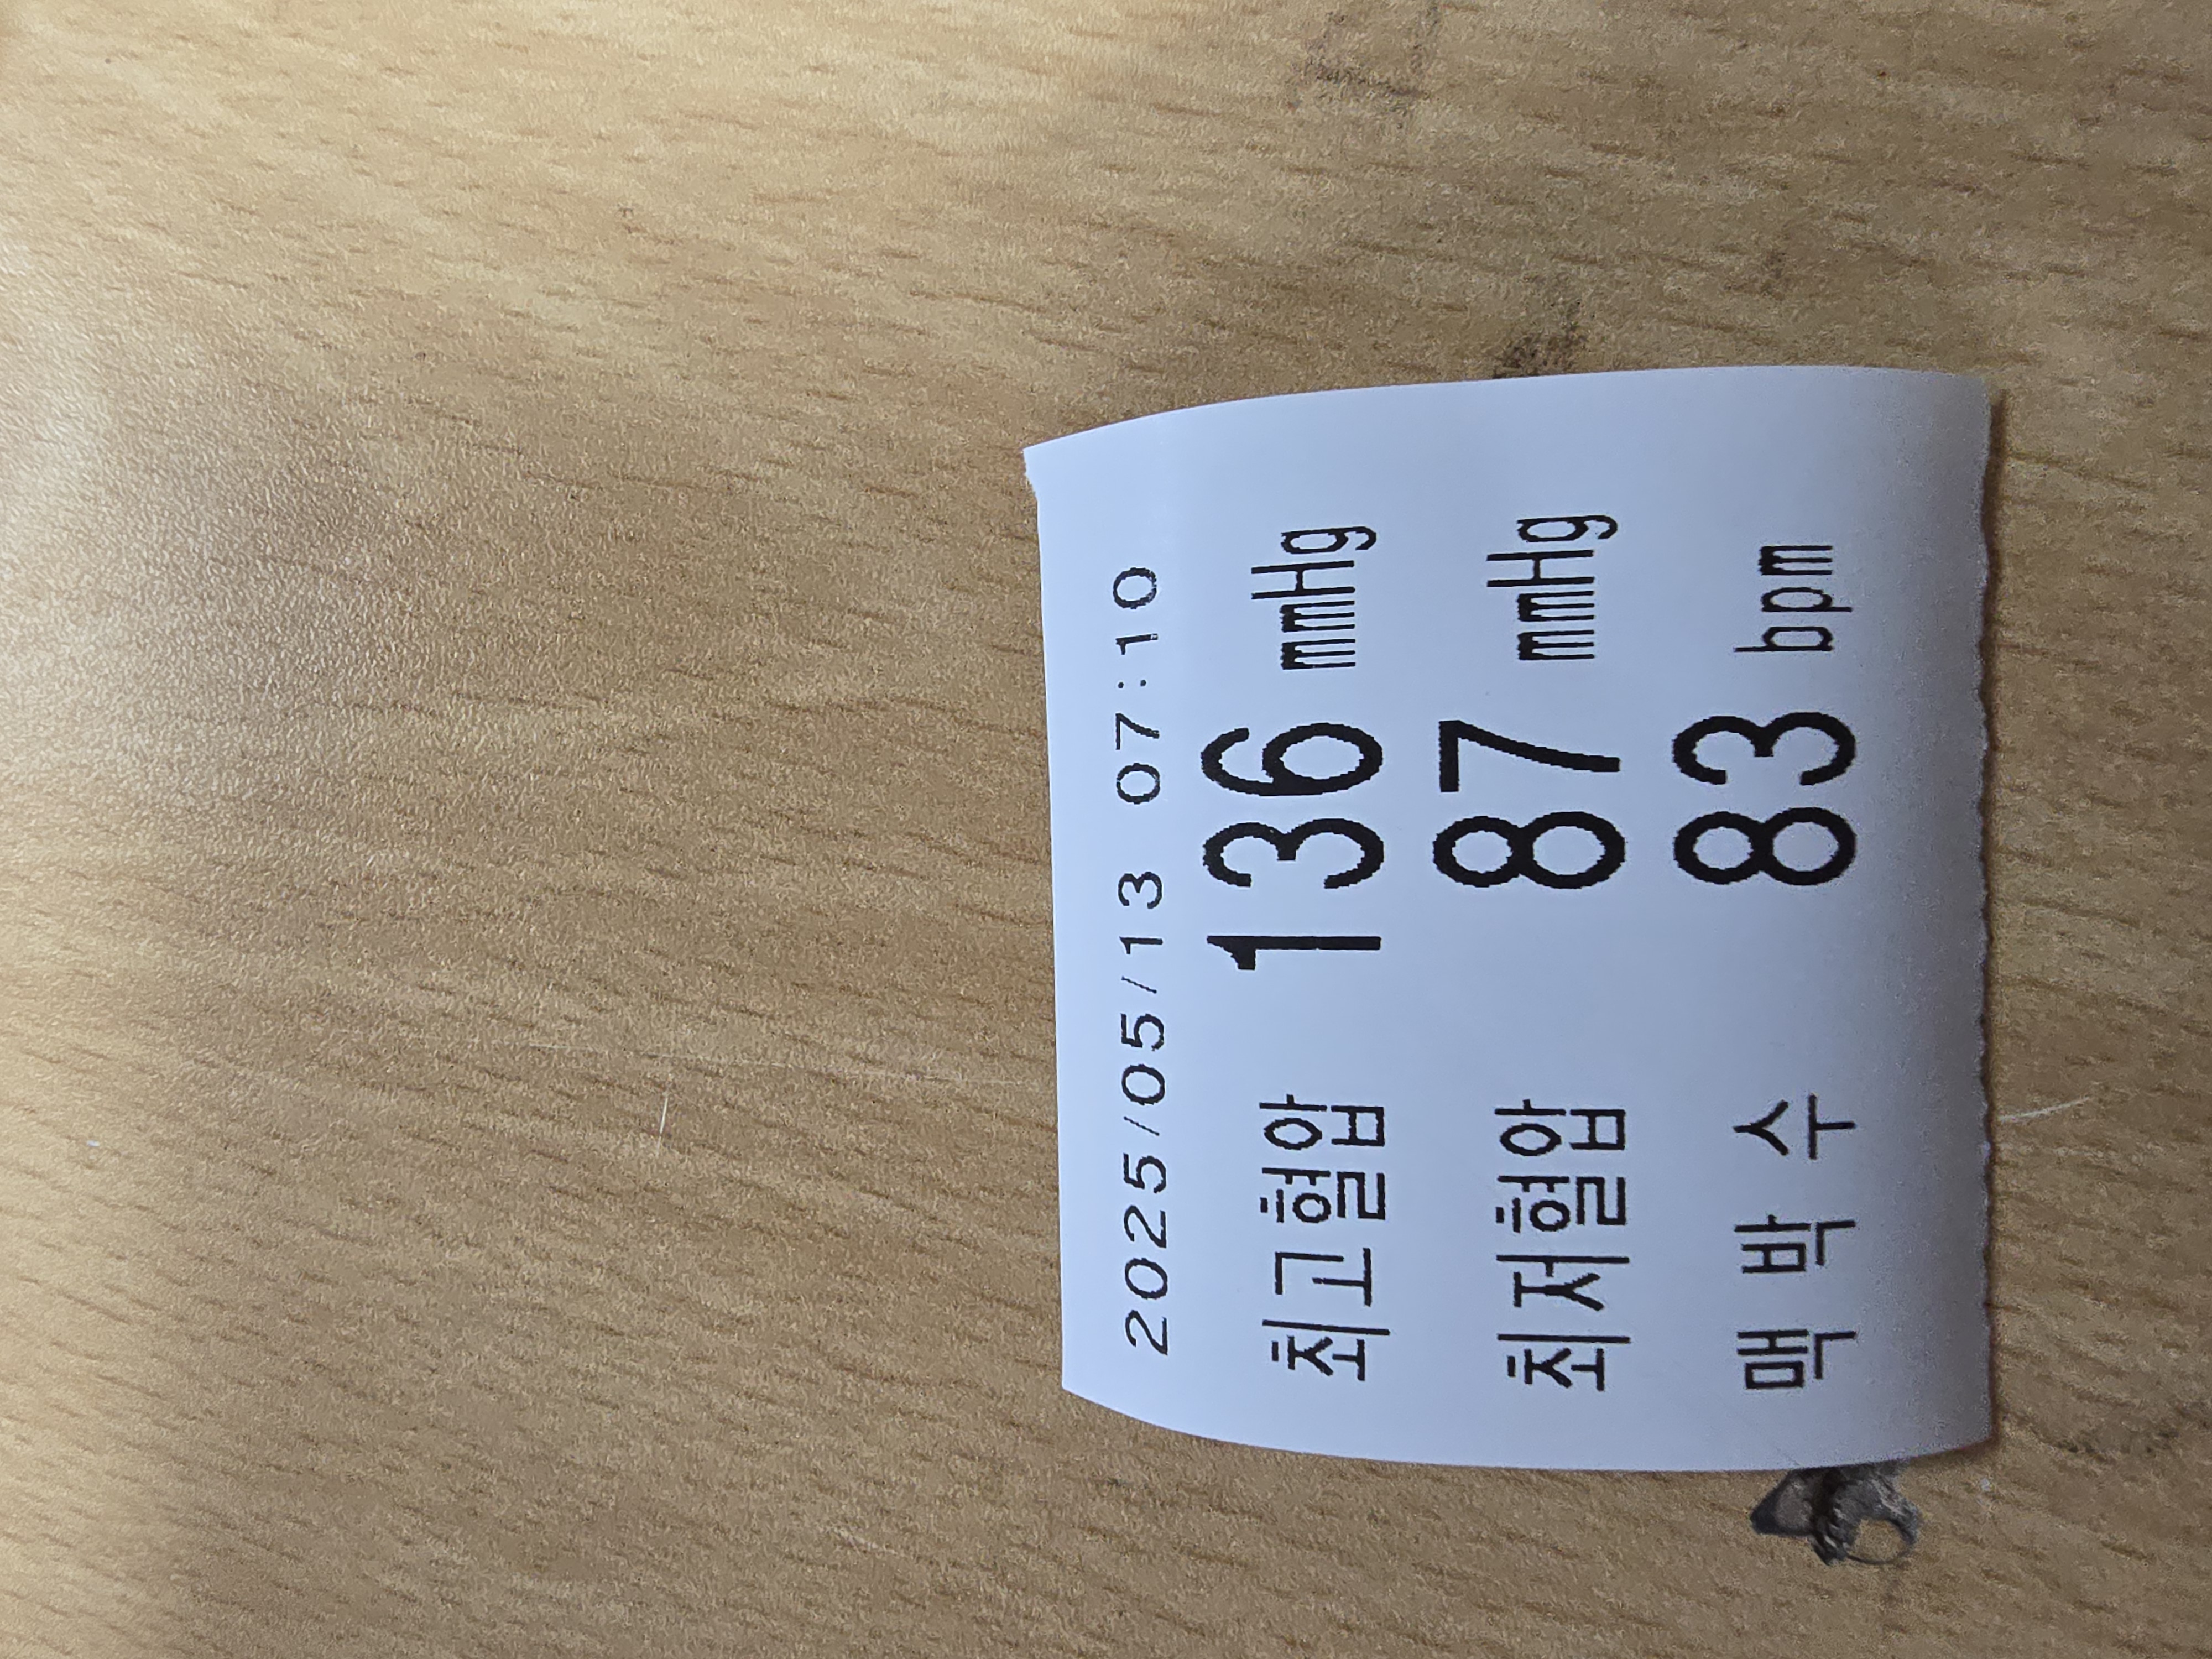 2025/05/13 07:10
최고혈압 136 mmHg
최저혈압 87 mmHg
맥 박 수 83 bpm